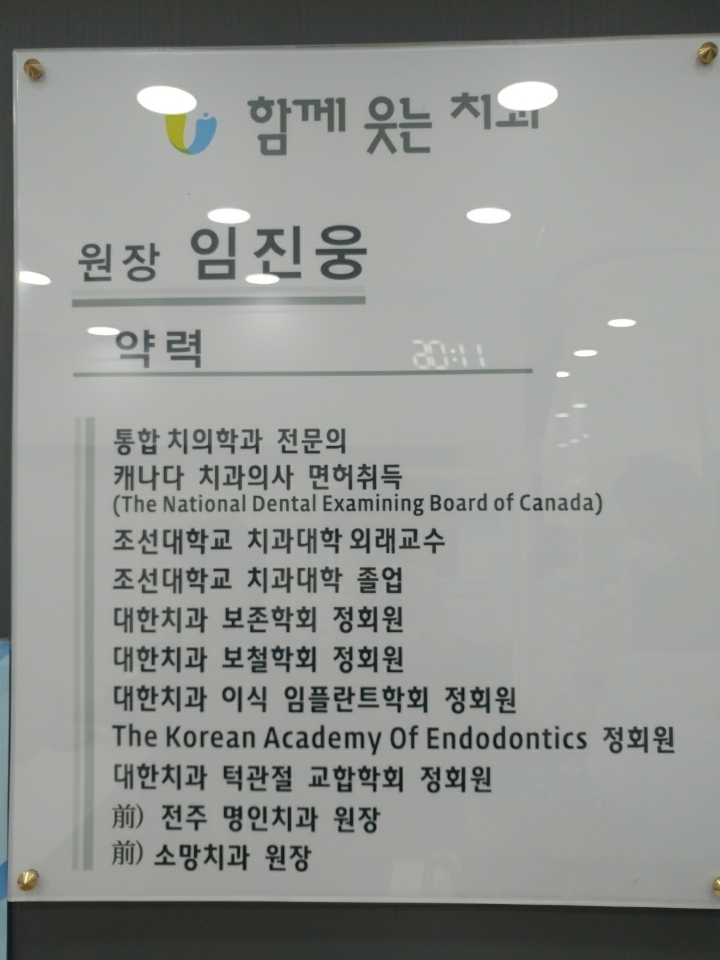 함께 웃는 치과
원장 임진웅
약력
20:11
통합 치의학과 전문의
캐나다 치과의사 면허취득
(The National Dental Examining Board of Canada)
조선대학교 치과대학 외래교수
조선대학교 치과대학 졸업
대한치과 보존학회 정회원
대한치과 보철학회 정회원
대한치과 이식 임플란트학회 정회원
The Korean Academy Of Endodontics 정회원
대한치과 턱관절 교합학회 정회원
前) 전주 명인치과 원장
前) 소망치과 원장